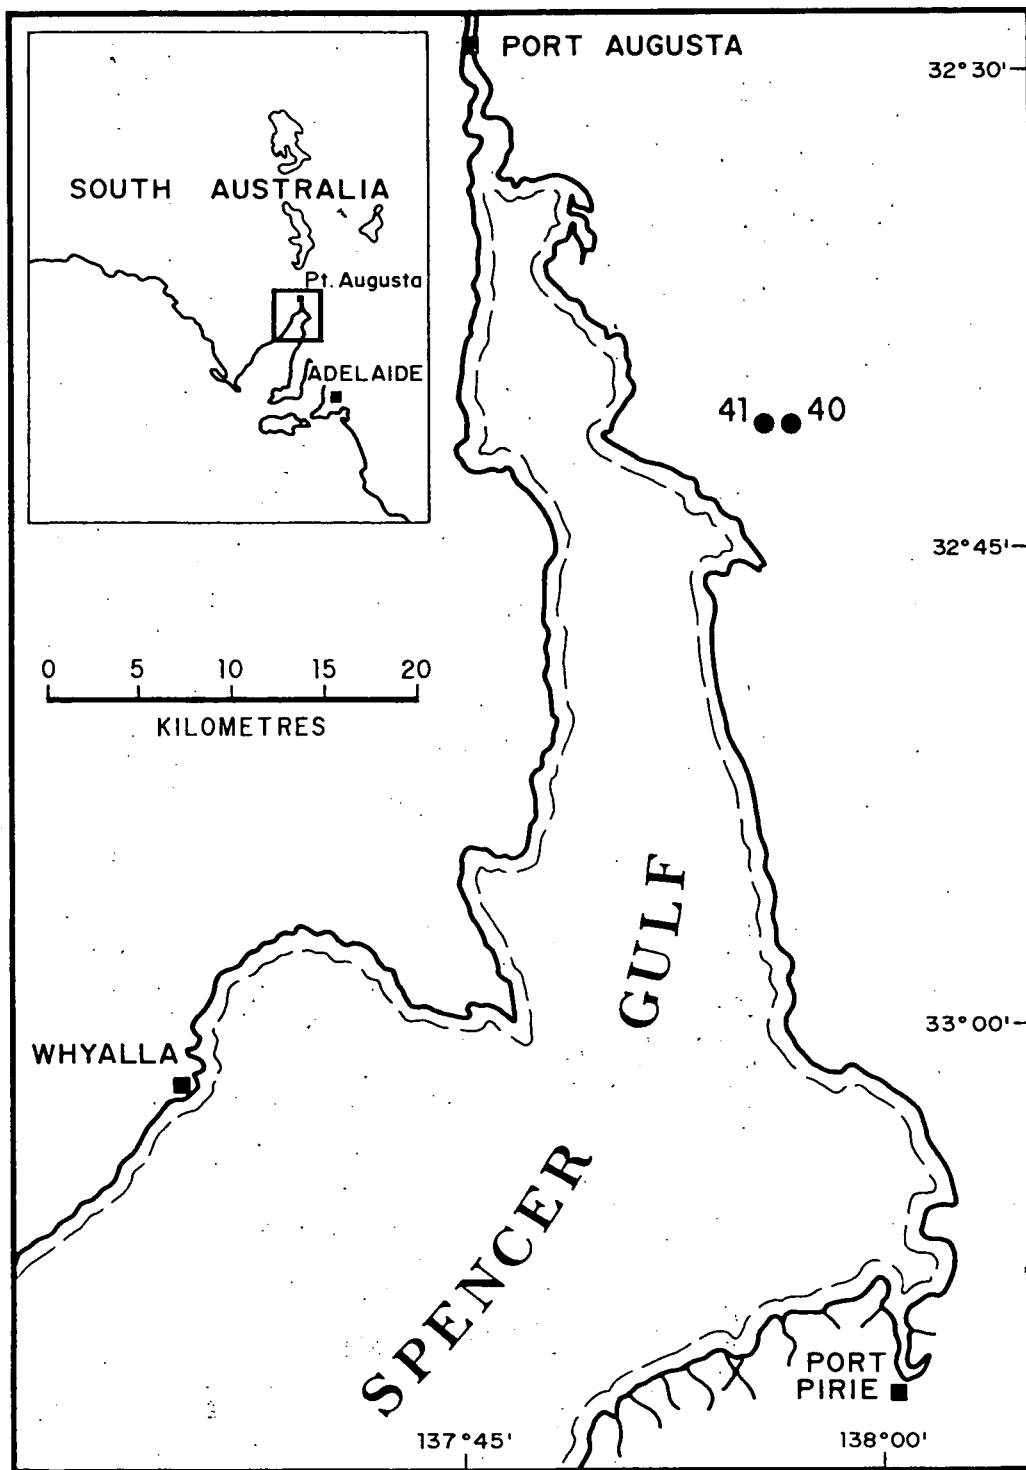 PORT AUGUSTA
32°30'
SOUTH AUSTRALIA
Pt. Augusta
ADELAIDE
41 40
32°45'
0 5 10 15 20
KILOMETRES
GULF
33°00'
WHYALLA
SPENCER
PORT
PIRIE
137°45'
138°00'